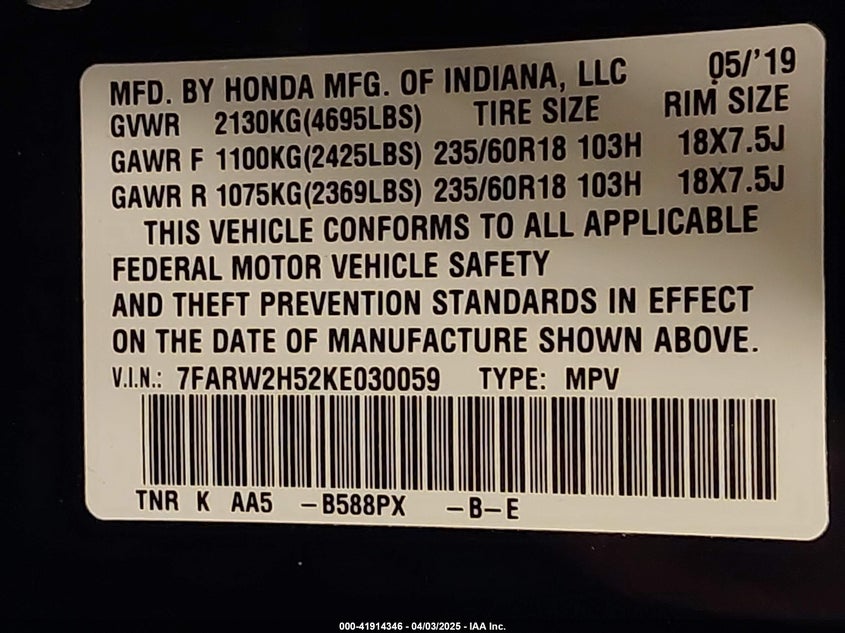 MFD. BY HONDA MFG. OF INDIANA, LLC 05/'19
GVWR 2130KG(4695LBS) TIRE SIZE RIM SIZE
GAWR F 1100KG(2425LBS) 235/60R18 103H 18X7.5J
GAWR R 1075KG(2369LBS) 235/60R18 103H 18X7.5J
THIS VEHICLE CONFORMS TO ALL APPLICABLE
FEDERAL MOTOR VEHICLE SAFETY
AND THEFT PREVENTION STANDARDS IN EFFECT
ON THE DATE OF MANUFACTURE SHOWN ABOVE.
V.I.N.: 7FARW2H52KE030059 TYPE: MPV
TNR K AA5 -B588PX -B-E
000-41914346 - 04/03/2025 - IAA Inc.